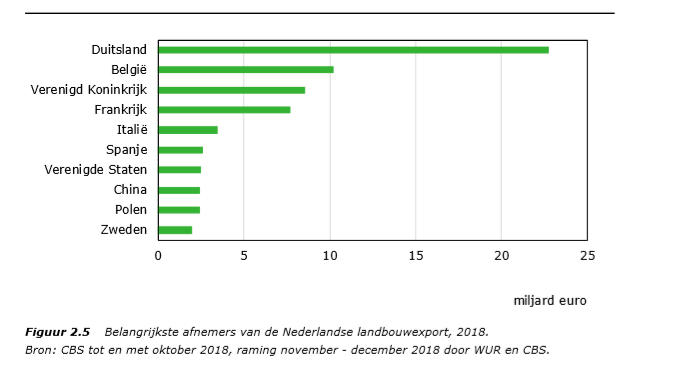 Duitsland
België
Verenigd Koninkrijk
Frankrijk
Italië
Spanje
Verenigde Staten
China
Polen
Zweden
0 5 10 15 20 25
miljard euro
Figuur 2.5 Belangrijkste afnemers van de Nederlandse landbouwexport, 2018.
Bron: CBS tot en met oktober 2018, raming november - december 2018 door WUR en CBS.